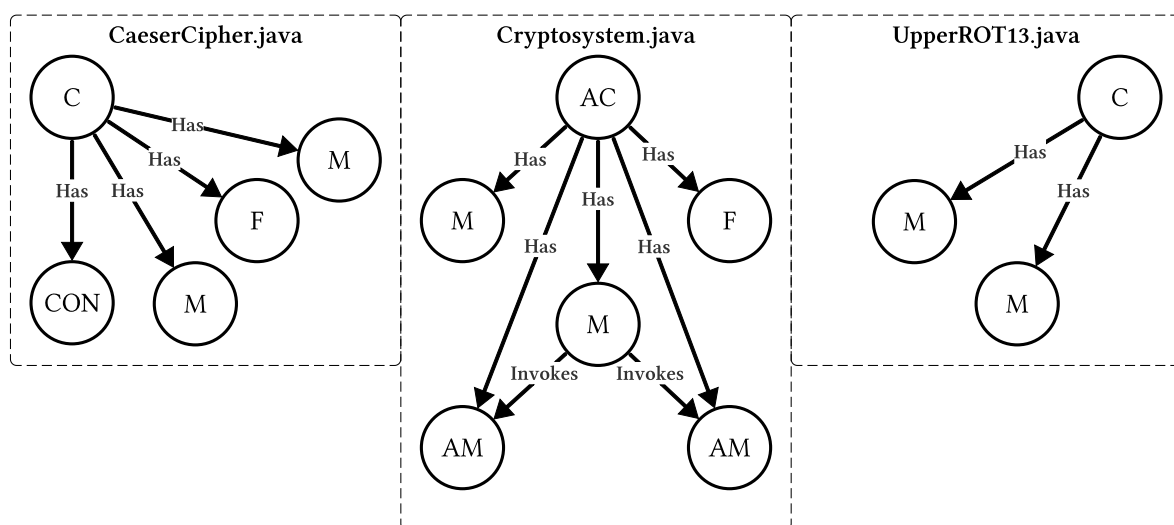 CaeserCipher.java
C
Has
Has
Has
Has
M
F
CON
M
Cryptosystem.java
AC
Has
Has
Has
Has
Has
M
F
M
Invokes
Invokes
AM
AM
UpperROT13.java
C
Has
Has
M
M